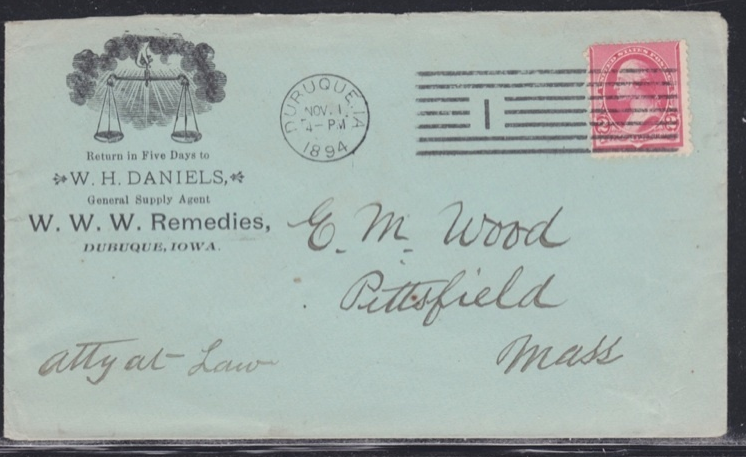 Return in Five Days to
W. H. DANIELS,
General Supply Agent
W. W. W. Remedies,
DUBUQUE, IOWA.
DUBUQUE, IA
NOV. 1
4 - PM
1894
1
E. M. Wood
Pittsfield
Mass
Atty at Law